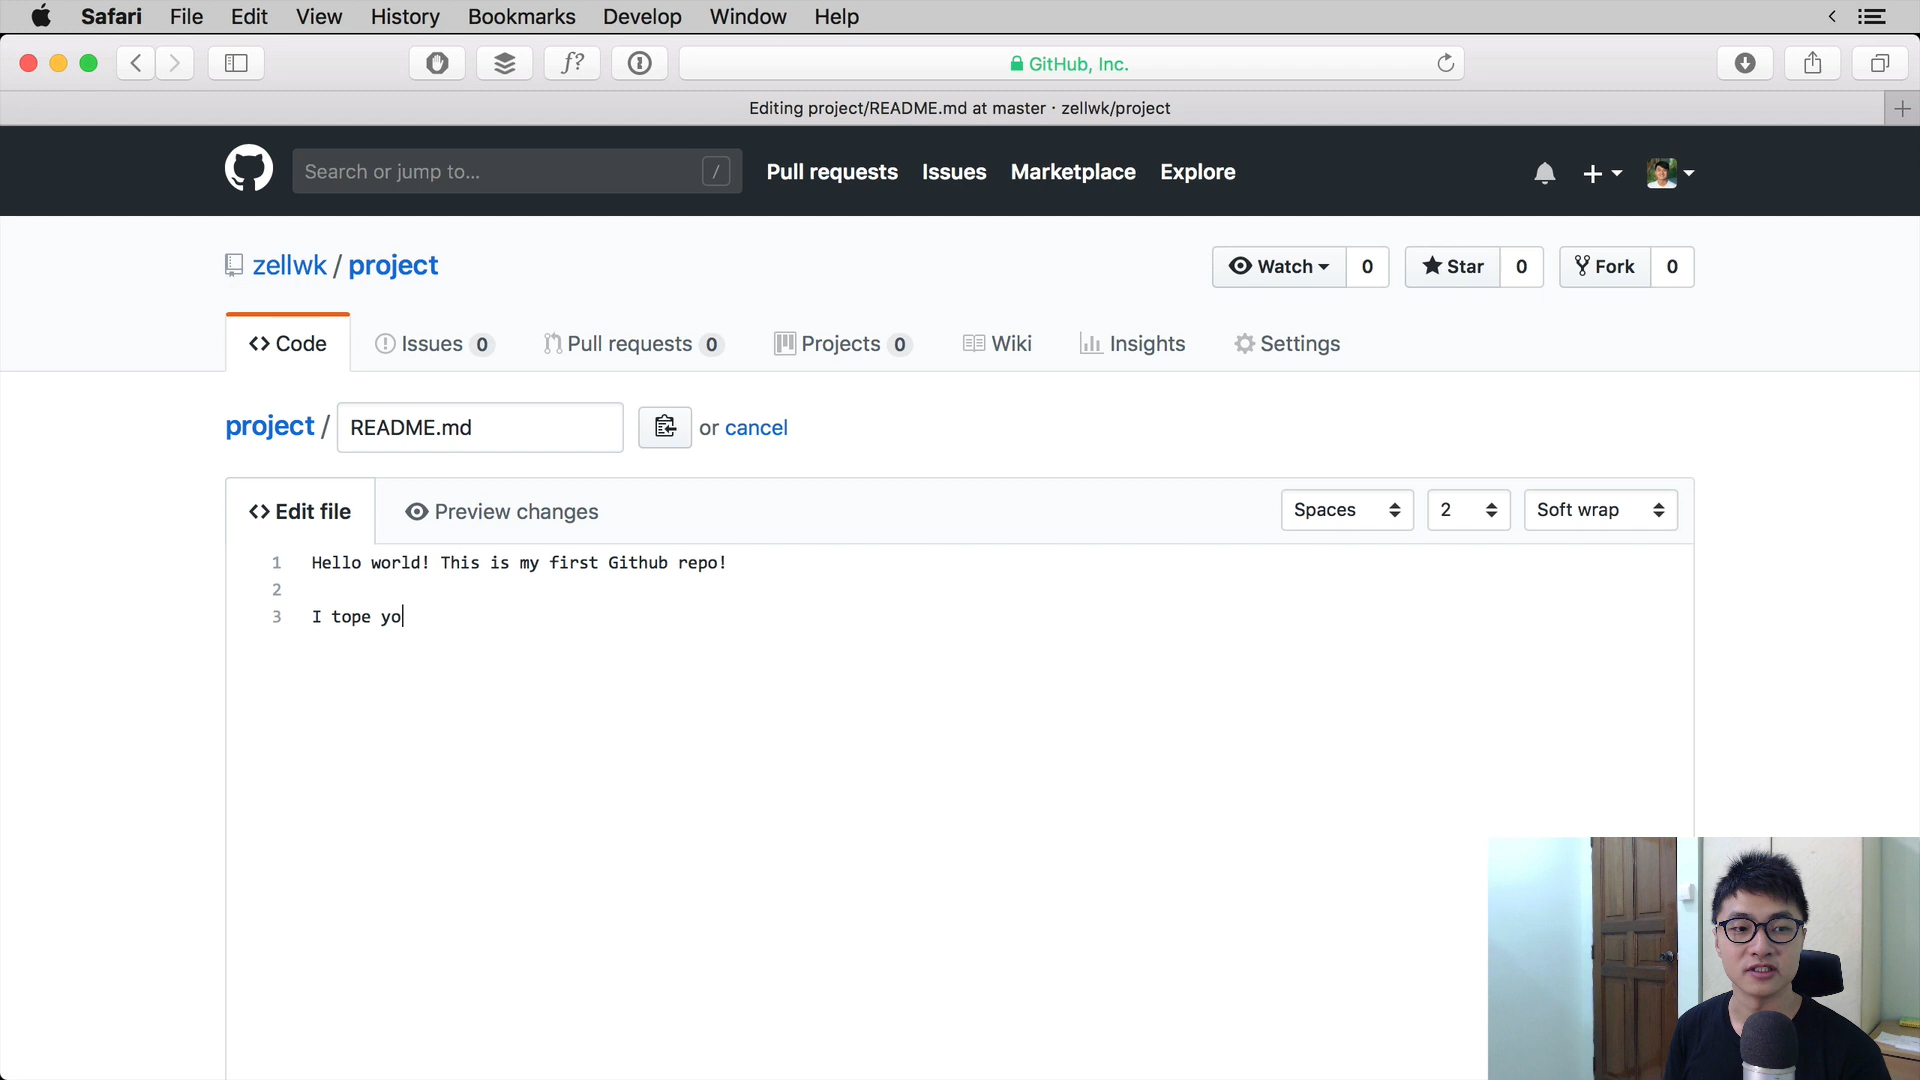 Safari File Edit View History Bookmarks Develop Window Help
f?
GitHub, Inc.
Editing project/README.md at master · zellwk/project
Search or jump to... /
Pull requests Issues Marketplace Explore
zellwk / project
Watch 0 Star 0 Fork 0
Code Issues 0 Pull requests 0 Projects 0 Wiki Insights Settings
project / README.md or cancel
Edit file Preview changes Spaces 2 Soft wrap
1 Hello world! This is my first Github repo!
2
3 I tope yo